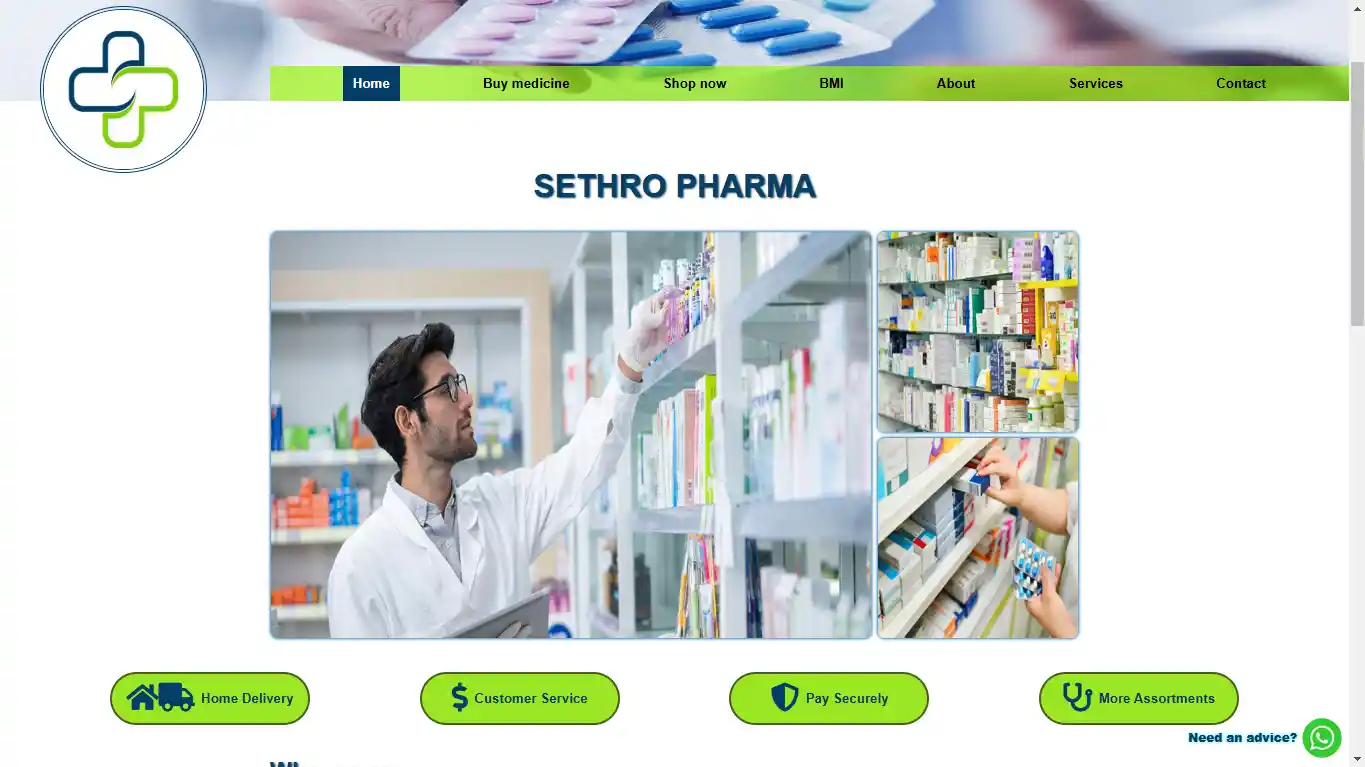 Home
Buy medicine
Shop now
BMI
About
Services
Contact
SETHRO PHARMA
Home Delivery
Customer Service
Pay Securely
More Assortments
Need an advice?